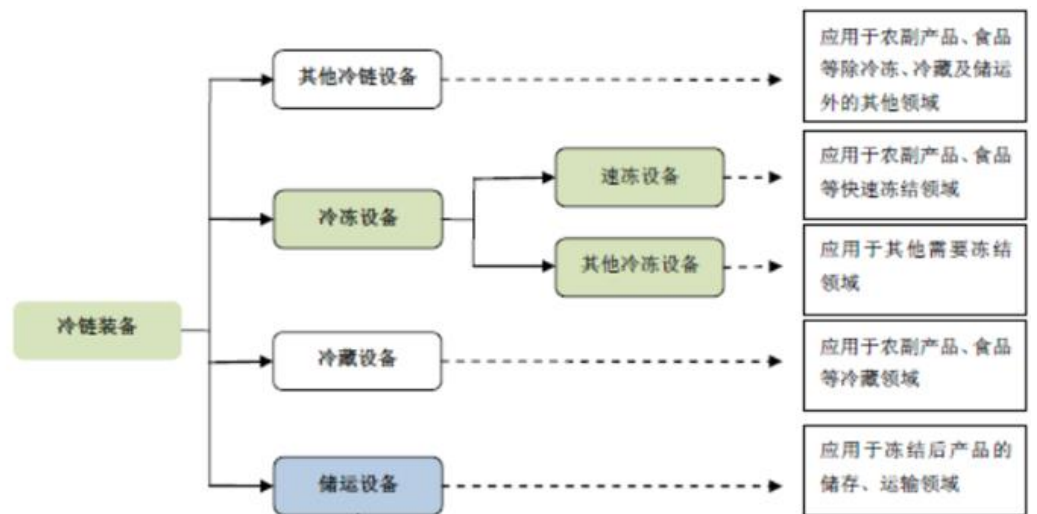 其他冷链设备
应用于农副产品、食品
等除冷冻、冷藏及储运
外的其他领域
速冻设备
应用于农副产品、食品
等快速冻结领域
冷冻设备
其他冷冻设备
应用于其他需要冻结
领域
冷链装备
冷藏设备
应用于农副产品、食品
等冷藏领域
储运设备
应用于冻结后产品的
储存、运输领域